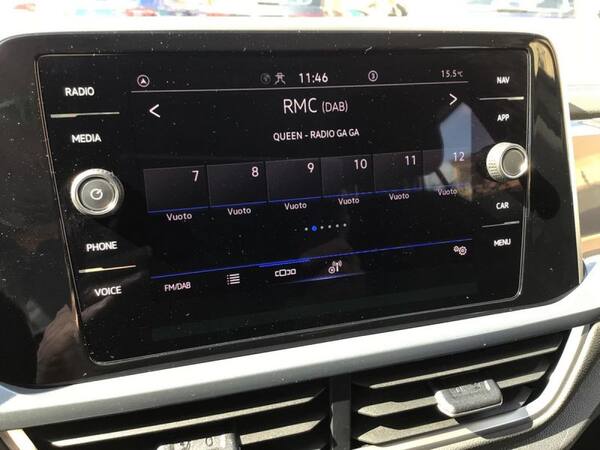 RADIO
MEDIA
PHONE
VOICE
11:46
3
15.5°C
RMC (DAB)
QUEEN - RADIO GA GA
7 8 9 10 11 12
Vuoto Vuoto Vuoto Vuoto Vuoto Vuoto
FM/DAB
NAV
APP
CAR
MENU